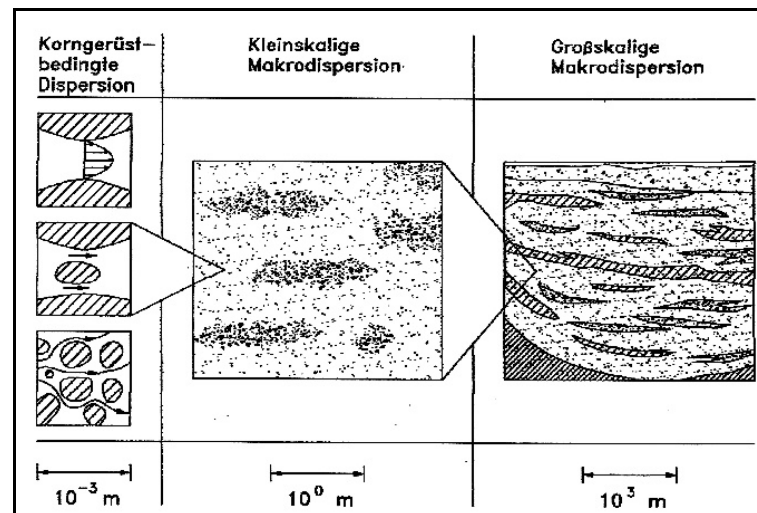 Korngerüst-
bedingte
Dispersion
Kleinskalige
Makrodispersion
Großskalige
Makrodispersion
10⁻³ m
10⁰ m
10³ m